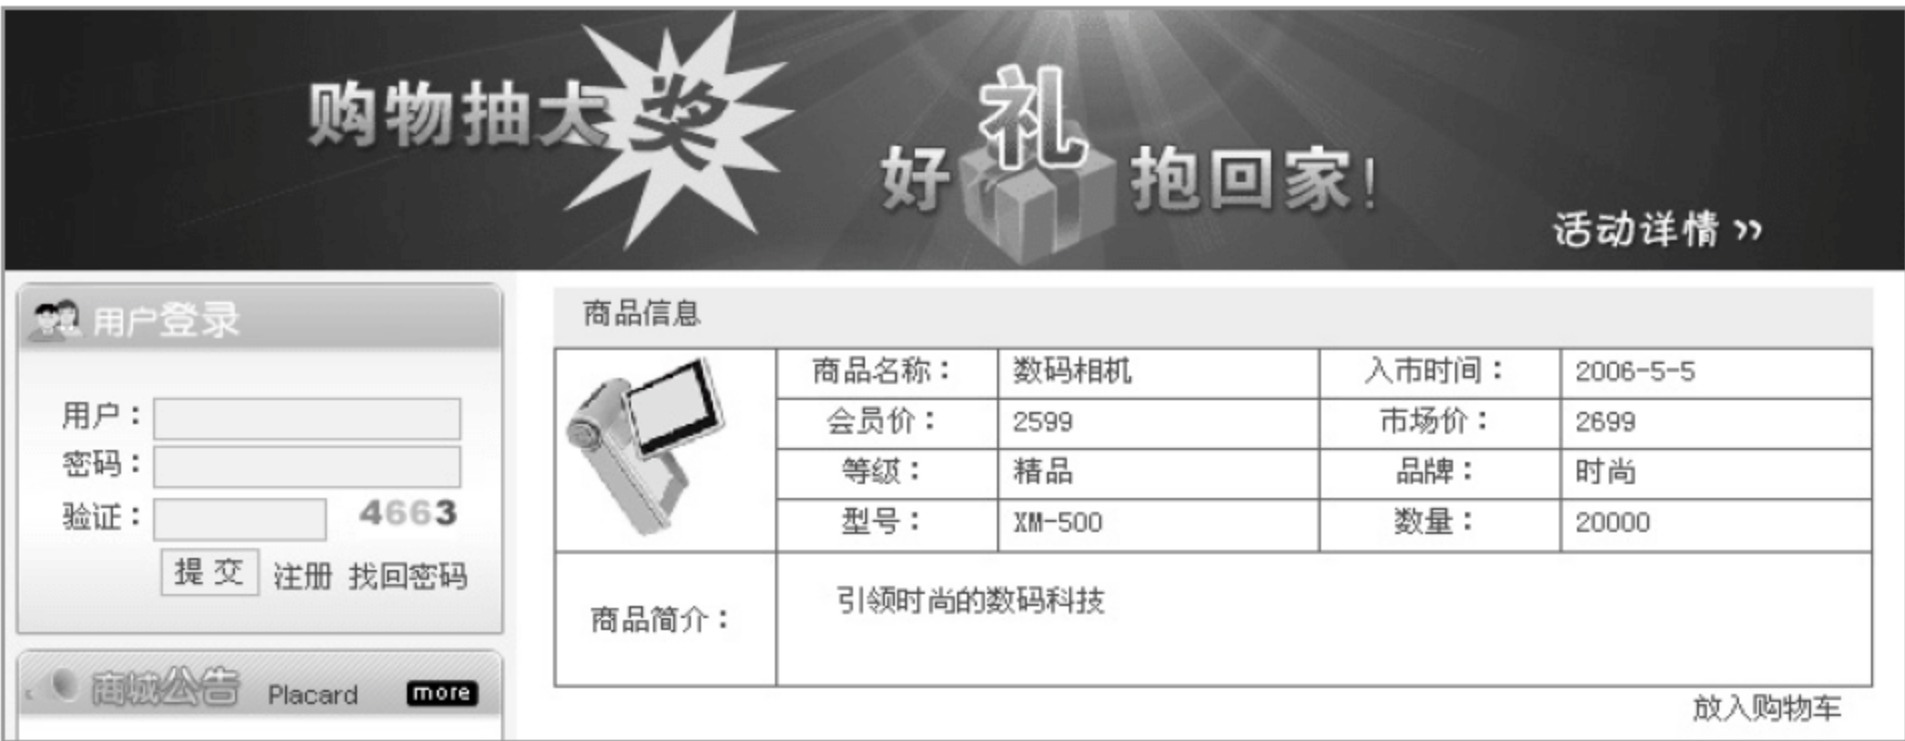 购物抽大奖
好礼抱回家!
活动详情 >>
用户登录
用户：
密码：
验证： 4663
提 交 注册 找回密码
商城公告 Placard more
商品信息
商品名称： 数码相机 入市时间： 2006-5-5
会员价： 2599 市场价： 2699
等级： 精品 品牌： 时尚
型号： XM-500 数量： 20000
商品简介： 引领时尚的数码科技
放入购物车